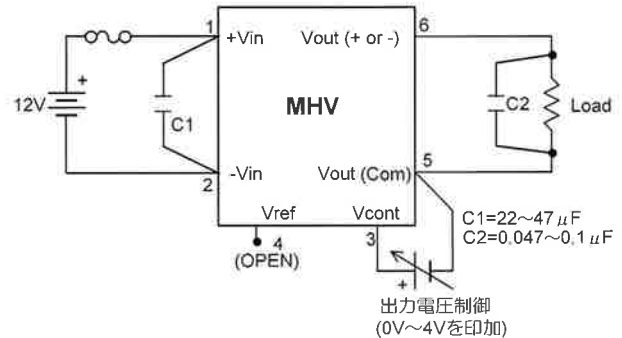 1
6
+Vin
Vout (+ or -)
+
12V
C1
MHV
C2
Load
2
-Vin
Vout (Com)
5
Vref
Vcont
C1=22～47μF
C2=0.047～0.1μF
4
3
(OPEN)
+
出力電圧制御
(0V～4Vを印加)